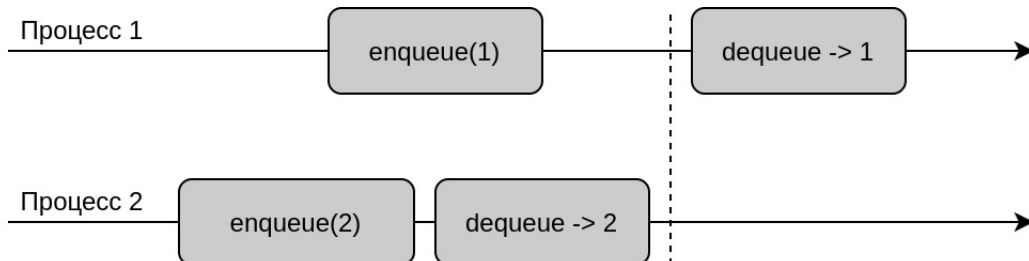 Процесс 1
enqueue(1)
dequeue -> 1
Процесс 2
enqueue(2)
dequeue -> 2